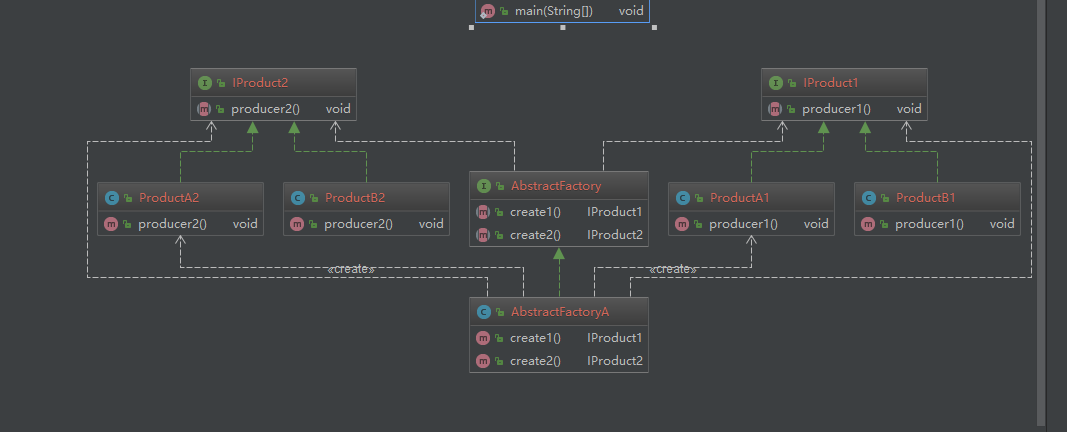 main(String[]) void
IProduct2
producer2() void
IProduct1
producer1() void
ProductA2
producer2() void
ProductB2
producer2() void
AbstractFactory
create1() IProduct1
create2() IProduct2
ProductA1
producer1() void
ProductB1
producer1() void
«create»
«create»
AbstractFactoryA
create1() IProduct1
create2() IProduct2